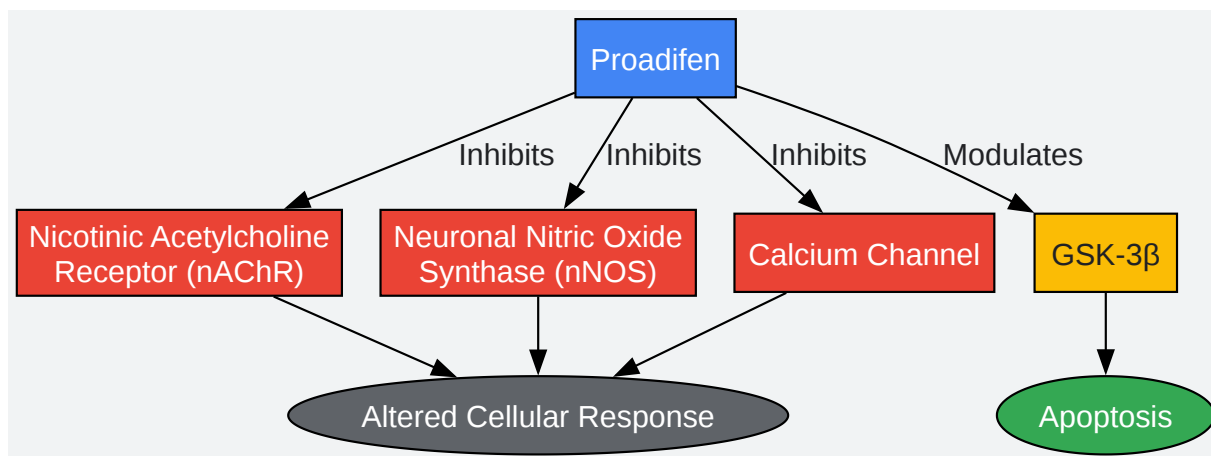 Proadifen
Inhibits
Inhibits
Inhibits
Modulates
Nicotinic Acetylcholine
Receptor (nAChR)
Neuronal Nitric Oxide
Synthase (nNOS)
Calcium Channel
GSK-3β
Altered Cellular Response
Apoptosis